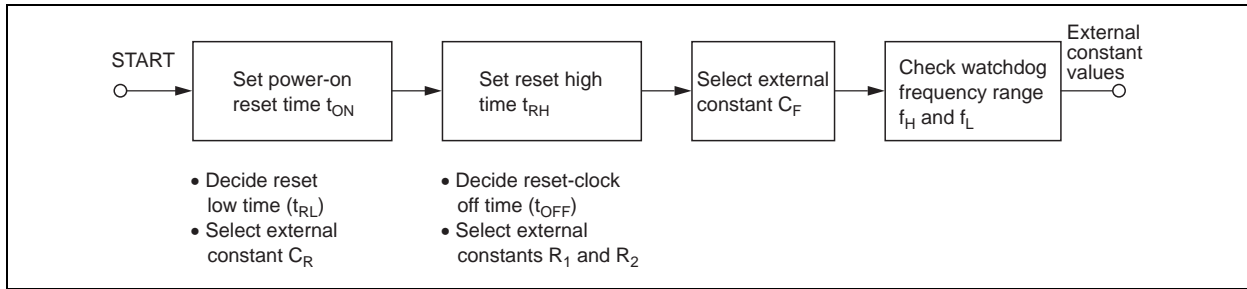 START
Set power-on
reset time tON
Set reset high
time tRH
Select external
constant CF
Check watchdog
frequency range
fH and fL
External
constant
values
• Decide reset
low time (tRL)
• Select external
constant CR
• Decide reset-clock
off time (tOFF)
• Select external
constants R1 and R2